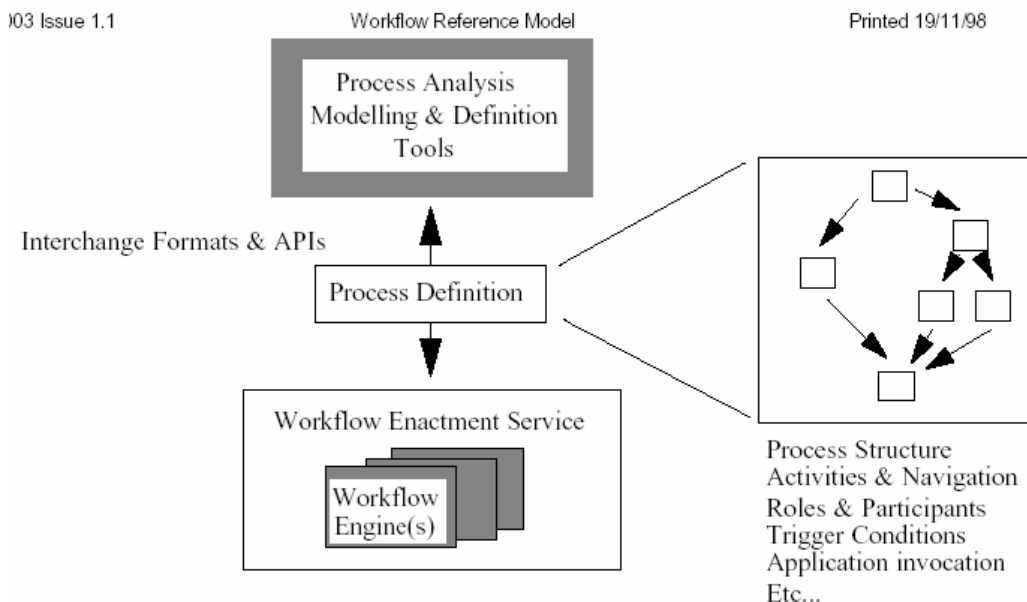 003 Issue 1.1 Workflow Reference Model Printed 19/11/98
Process Analysis
Modelling & Definition
Tools
Interchange Formats & APIs
Process Definition
Workflow Enactment Service
Workflow
Engine(s)
Process Structure
Activities & Navigation
Roles & Participants
Trigger Conditions
Application invocation
Etc...